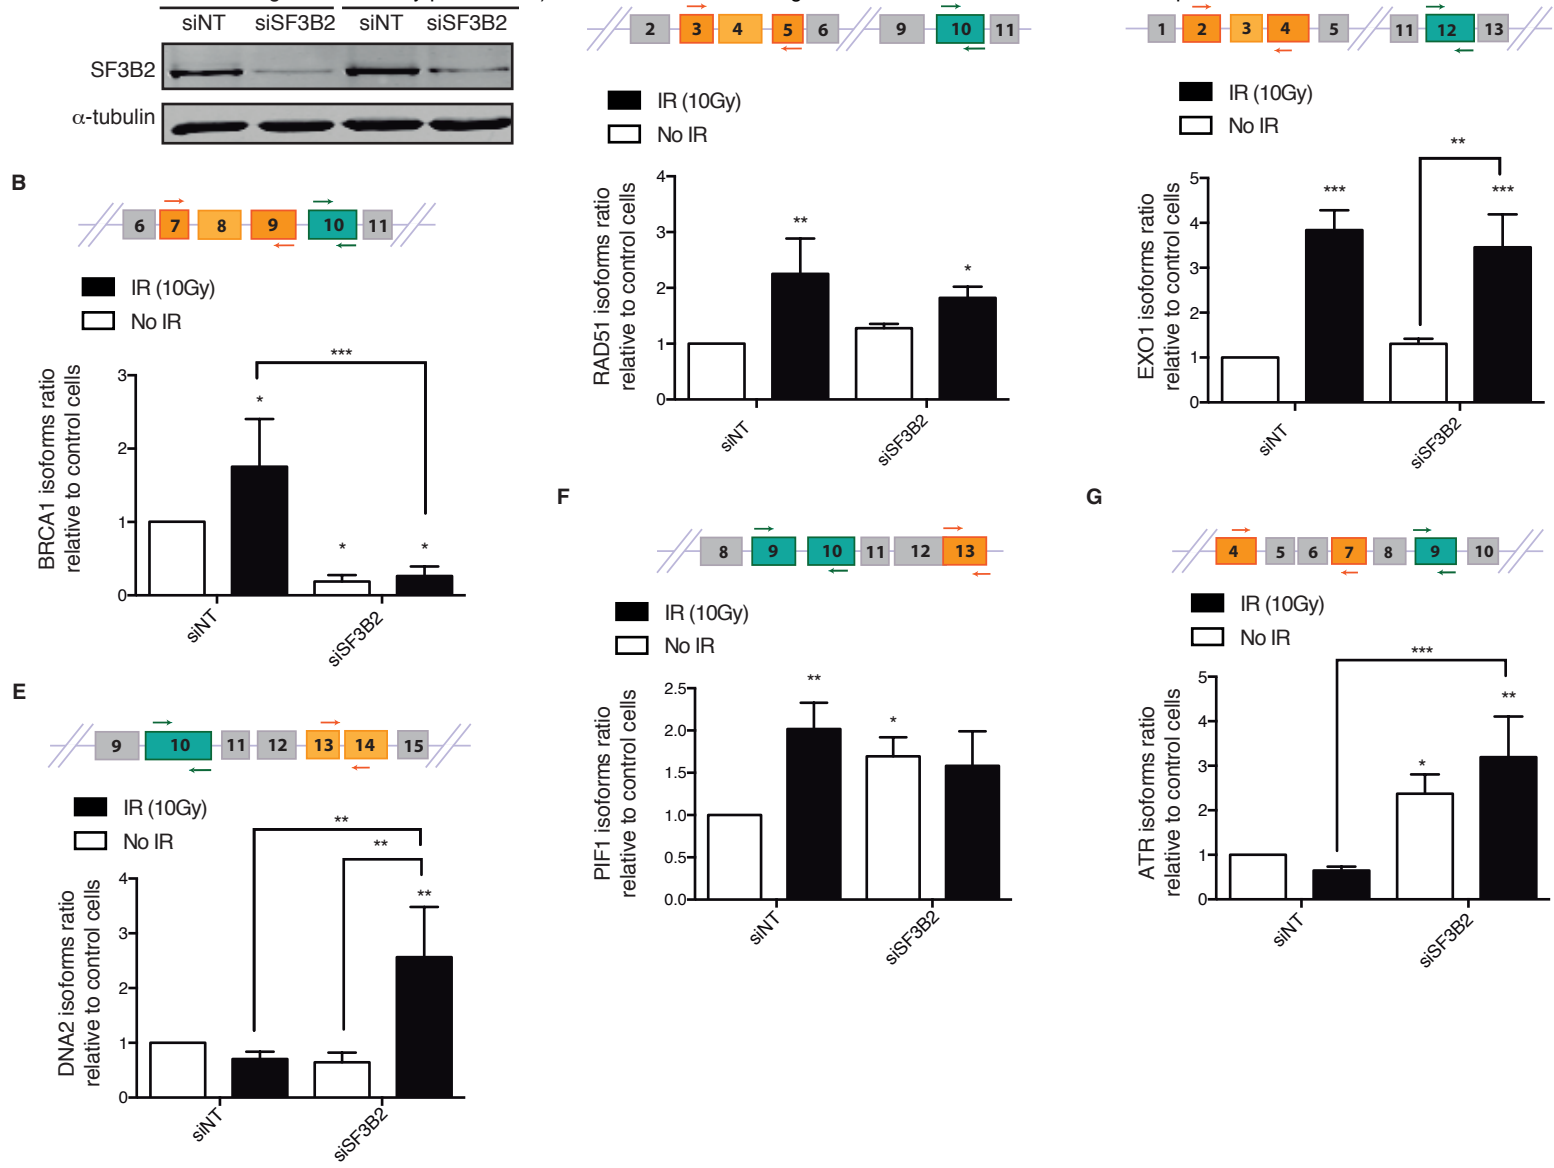 siNT siSF3B2 siNT siSF3B2
SF3B2
α-tubulin
B
6 7 8 9 10 11
IR (10Gy)
No IR
***
BRCA1 isoforms ratio
relative to control cells
3
2
1
0
*
*
*
siNT
siSF3B2
2 3 4 5 6 9 10 11
IR (10Gy)
No IR
RAD51 isoforms ratio
relative to control cells
4
3
2
1
0
**
*
siNT
siSF3B2
1 2 3 4 5 11 12 13
IR (10Gy)
No IR
**
EXO1 isoforms ratio
relative to control cells
5
4
3
2
1
0
***
***
siNT
siSF3B2
E
9 10 11 12 13 14 15
IR (10Gy)
No IR
**
**
**
DNA2 isoforms ratio
relative to control cells
4
3
2
1
0
siNT
siSF3B2
F
8 9 10 11 12 13
IR (10Gy)
No IR
PIF1 isoforms ratio
relative to control cells
2.5
2.0
1.5
1.0
0.5
0.0
**
*
siNT
siSF3B2
G
4 5 6 7 8 9 10
IR (10Gy)
No IR
***
ATR isoforms ratio
relative to control cells
5
4
3
2
1
0
*
**
siNT
siSF3B2